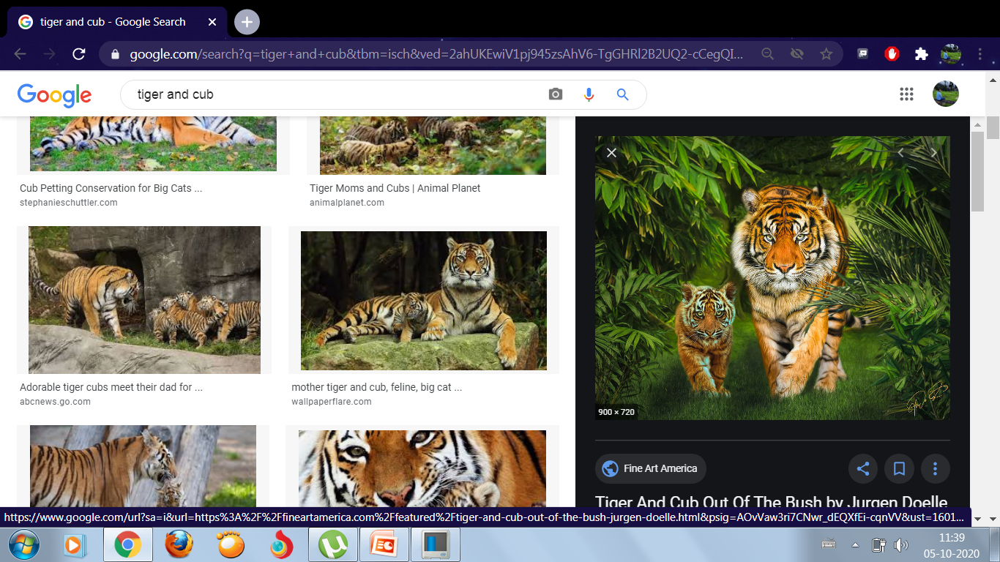 tiger and cub - Google Search
google.com/search?q=tiger+and+cub&tbm=isch&ved=2ahUKEwiV1pj945zsAhV6-TgGHRl2B2UQ2-cCegQI...
Google
tiger and cub
Cub Petting Conservation for Big Cats ...
stephanieschuttler.com
Tiger Moms and Cubs | Animal Planet
animalplanet.com
Adorable tiger cubs meet their dad for ...
abcnews.go.com
mother tiger and cub, feline, big cat ...
wallpaperflare.com
900 × 720
Fine Art America
Tiger And Cub Out Of The Bush by Jurgen Doelle
https://www.google.com/url?sa=i&url=https%3A%2F%2Ffineartamerica.com%2Ffeatured%2Ftiger-and-cub-out-of-the-bush-jurgen-doelle.html&psig=AOvVaw3ri7CNwr_dEQXfEi-cqnVV&ust=1601...
11:39
05-10-2020